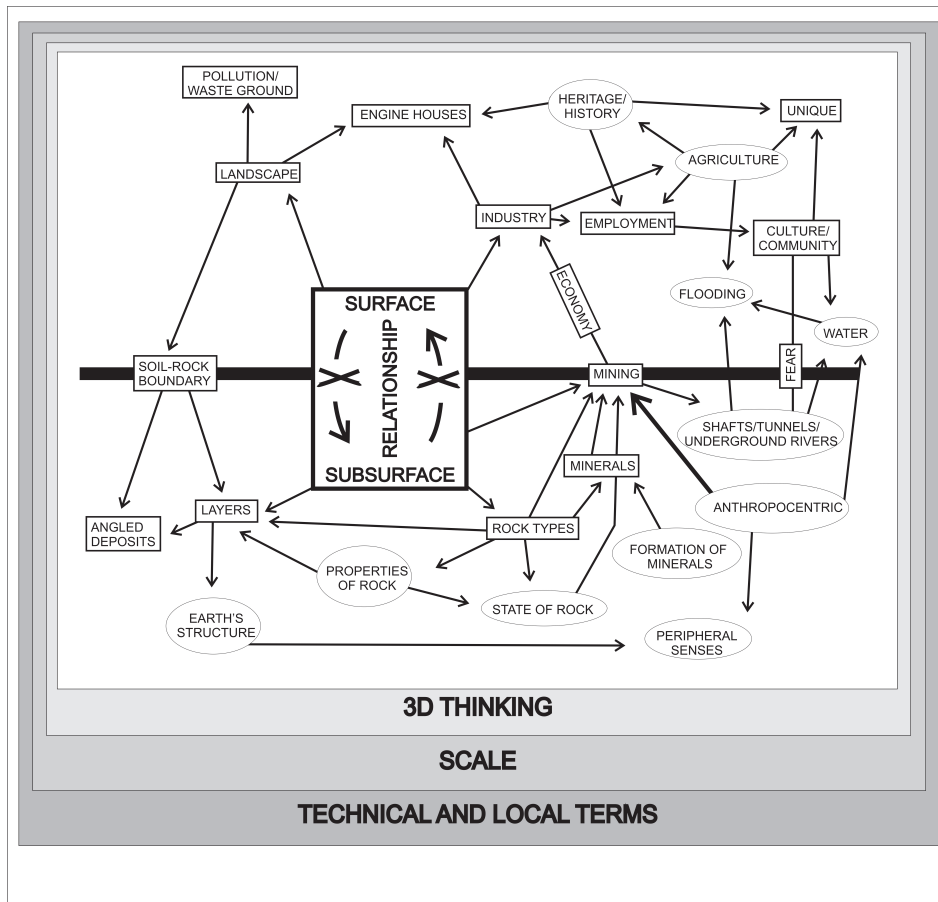 POLLUTION/
WASTE GROUND
ENGINE HOUSES
HERITAGE/
HISTORY
UNIQUE
LANDSCAPE
AGRICULTURE
INDUSTRY
EMPLOYMENT
CULTURE/
COMMUNITY
ECONOMY
FLOODING
WATER
SURFACE
RELATIONSHIP
SUBSURFACE
SOIL-ROCK
BOUNDARY
MINING
FEAR
SHAFTS/TUNNELS/
UNDERGROUND RIVERS
MINERALS
LAYERS
ANGLED
DEPOSITS
ROCK TYPES
ANTHROPOCENTRIC
FORMATION OF
MINERALS
PROPERTIES
OF ROCK
STATE OF ROCK
EARTH'S
STRUCTURE
PERIPHERAL
SENSES
3D THINKING
SCALE
TECHNICAL AND LOCAL TERMS